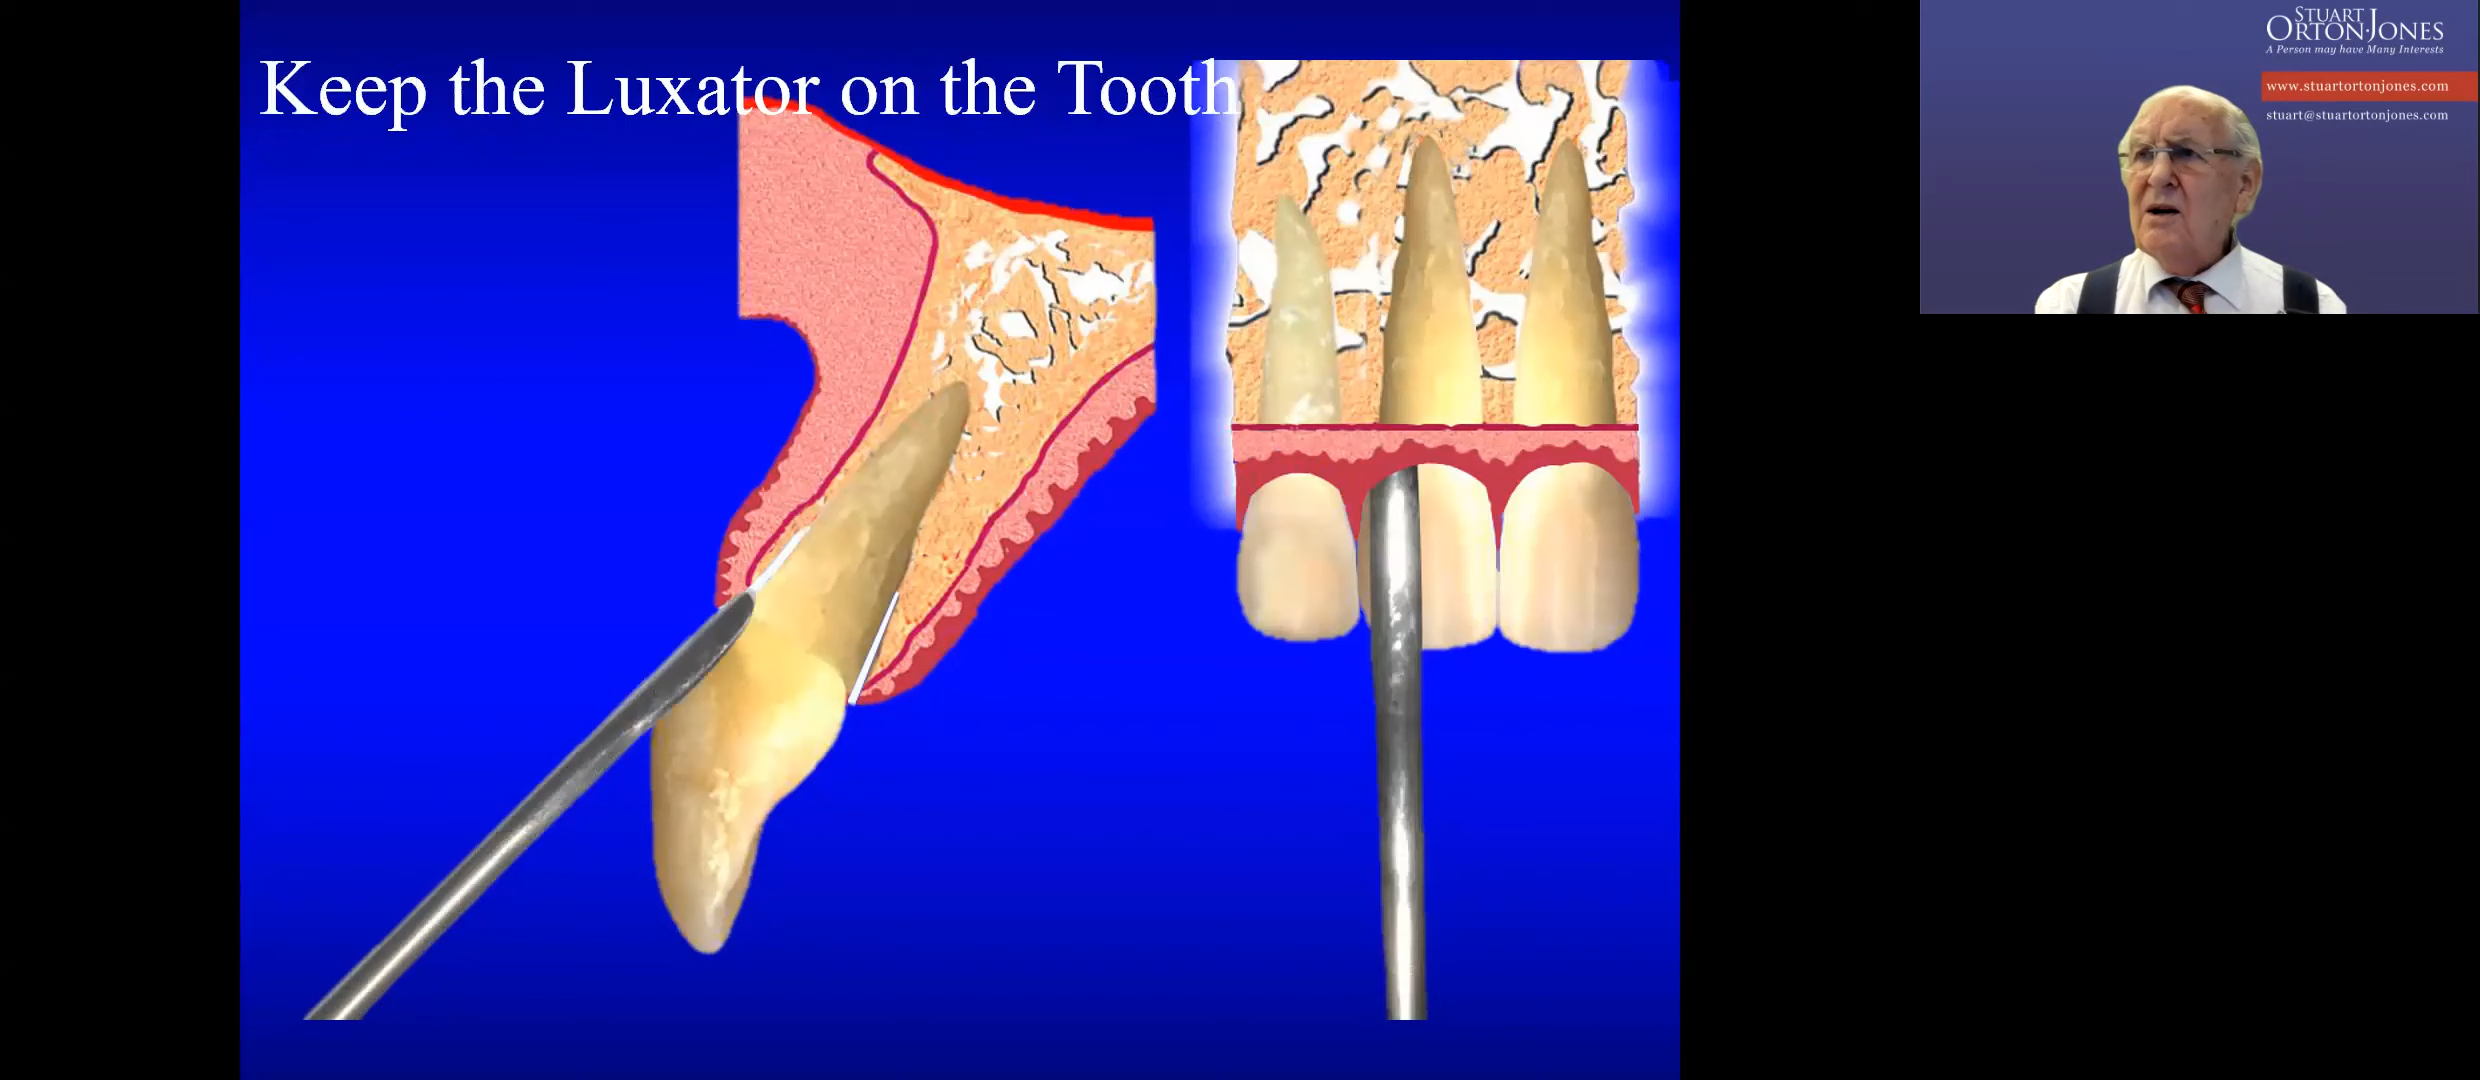 Keep the Luxator on the Tooth
STUART
ORTON-JONES
A Person may have Many Interests
www.stuartortonjones.com
stuart@stuartortonjones.com